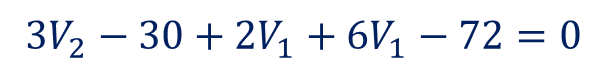 3V₂ − 30 + 2V₁ + 6V₁ − 72 = 0